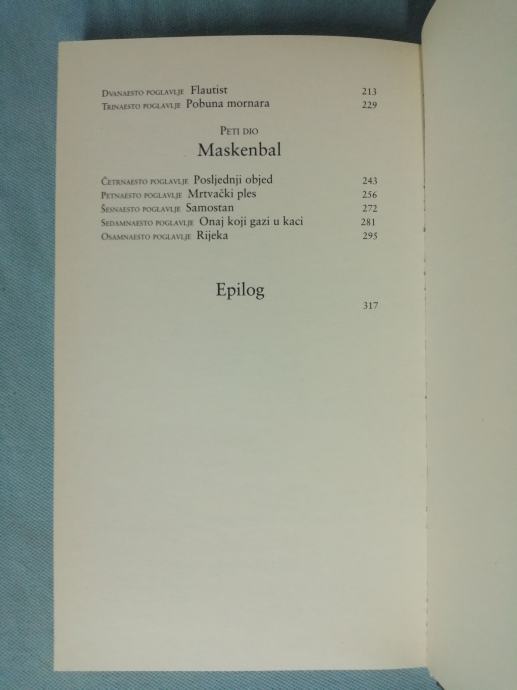 Dvanaesto poglavlje Flautist 213
Trinaesto poglavlje Pobuna mornara 229
Peti dio
Maskenbal
Četrnaesto poglavlje Posljednji objed 243
Petnaesto poglavlje Mrtvački ples 256
Šesnaesto poglavlje Samostan 272
Sedamnaesto poglavlje Onaj koji gazi u kaci 281
Osamnaesto poglavlje Rijeka 295
Epilog
317